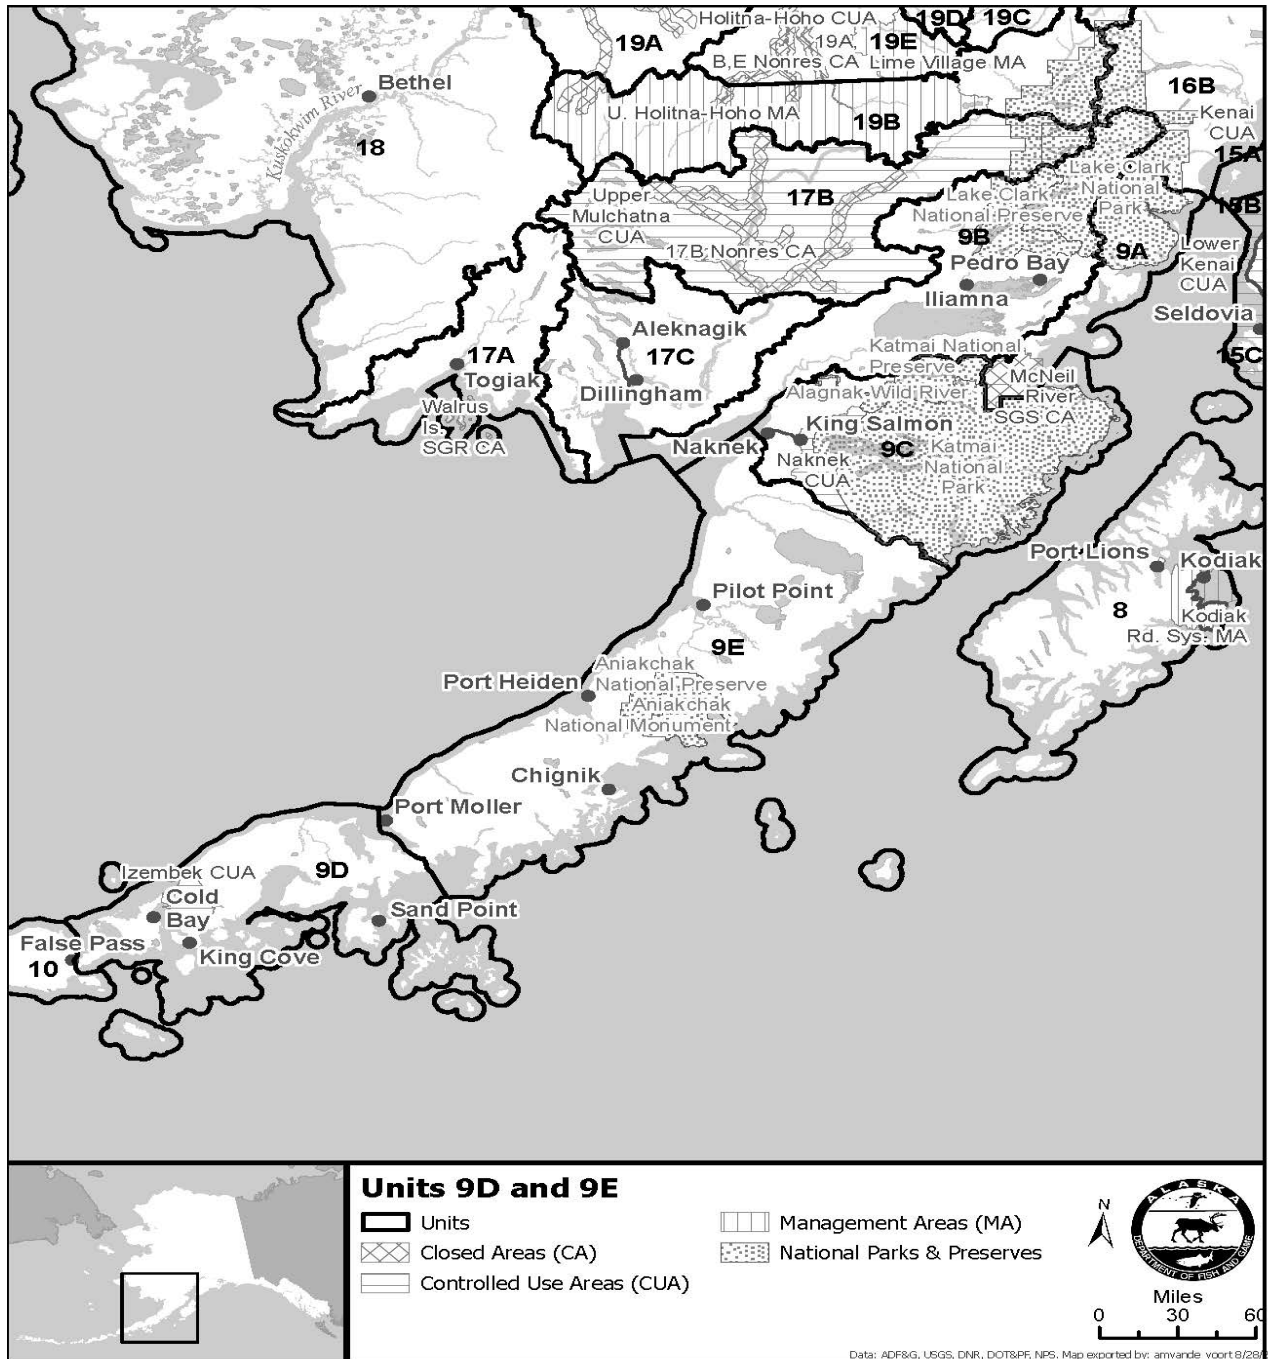 Holitna-Hoho CUA
19D
19C
19A
19A
19E
B,E Nonres CA
Lime Village MA
Bethel
16B
Kuskokwim River
U. Holitna-Hoho MA
19B
Kenai
CUA
15A
18
Lake Clark
National
Park
Upper
Mulchatna
CUA
17B
Lake Clark
National Preserve
15B
9B
17B Nonres CA
9A
Lower
Kenai
CUA
Pedro Bay
Iliamna
Seldovia
Aleknagik
17C
Katmai National
Preserve
15C
17A
Togiak
McNeil
River
SGS CA
Dillingham
Alagnak Wild River
Walrus
Is.
SGR CA
King Salmon
Naknek
9C
Katmai
National
Park
Naknek
CUA
Port Lions
Kodiak
Pilot Point
8
Kodiak
Rd. Sys. MA
9E
Aniakchak
National Preserve
Port Heiden
Aniakchak
National Monument
Chignik
Port Moller
Izembek CUA
9D
Cold
Bay
Sand Point
False Pass
King Cove
10
Units 9D and 9E
Units
Closed Areas (CA)
Controlled Use Areas (CUA)
Management Areas (MA)
National Parks & Preserves
N
ALASKA
DEPARTMENT OF FISH AND GAME
Miles
0 30 60
Data: ADF&G, USGS, DNR, DOT&PF, NPS. Map exported by: amvande voort 8/28/